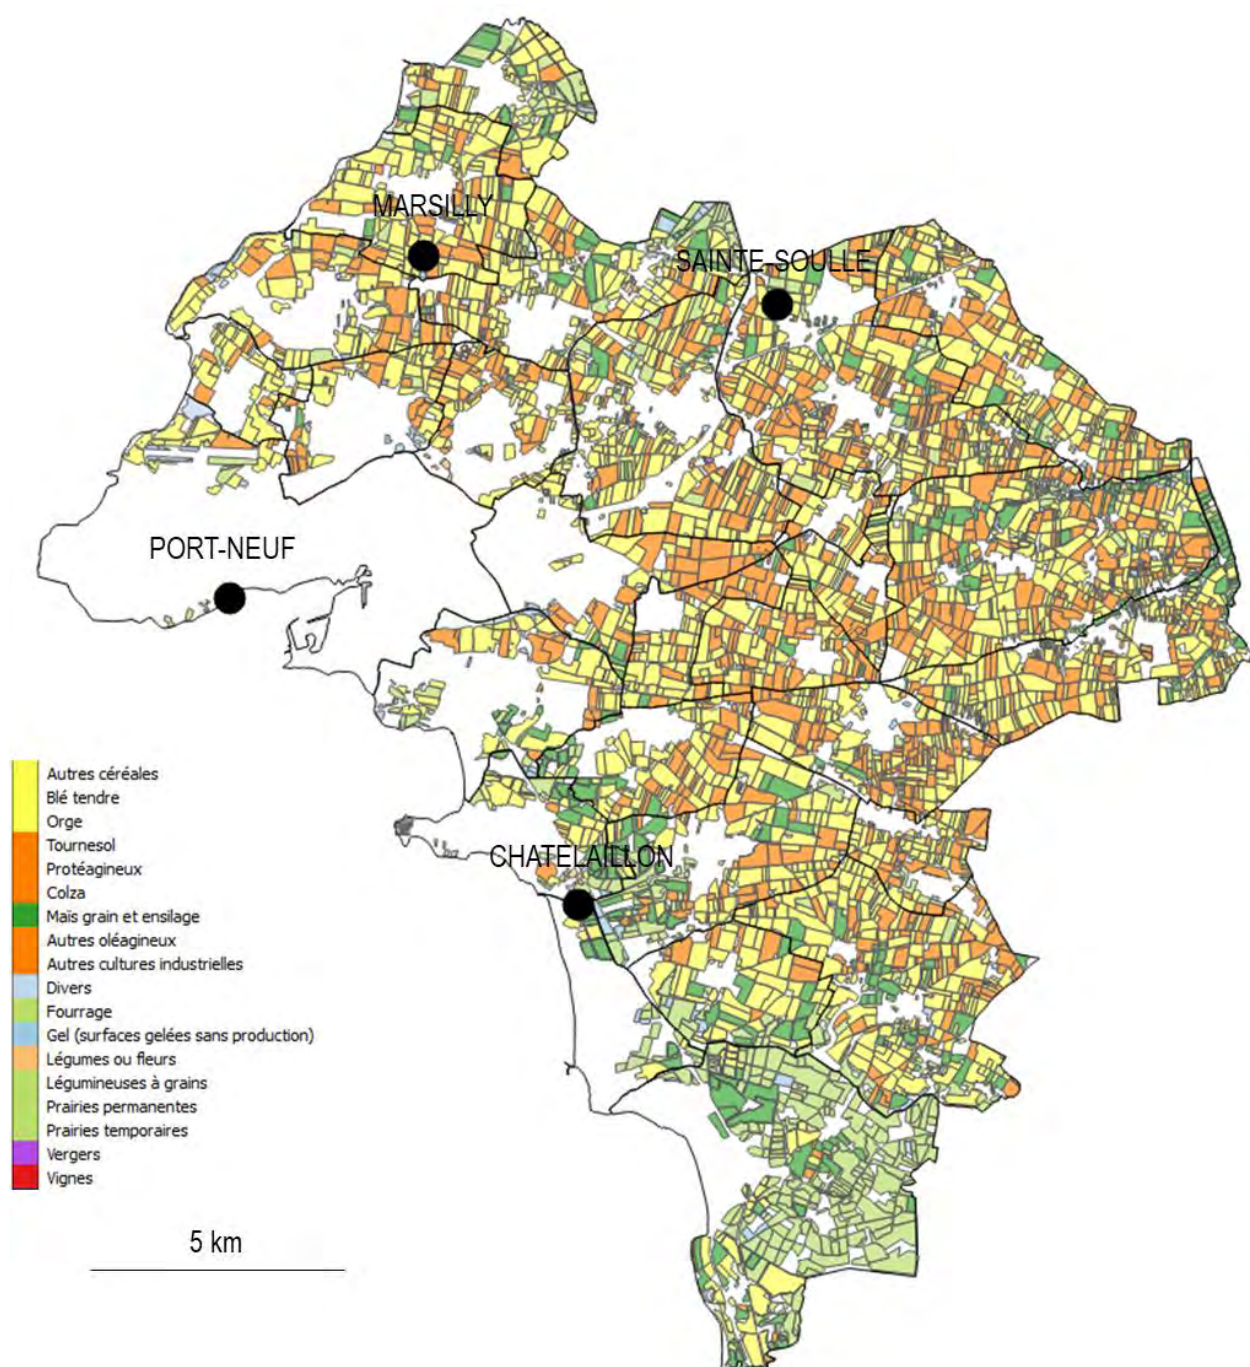 MARSILLY
SAINTE-SOULLE
PORT-NEUF
CHATELAILLON
Autres céréales
Blé tendre
Orge
Tournesol
Protéagineux
Colza
Maïs grain et ensilage
Autres oléagineux
Autres cultures industrielles
Divers
Fourrage
Gel (surfaces gelées sans production)
Légumes ou fleurs
Légumineuses à grains
Prairies permanentes
Prairies temporaires
Vergers
Vignes
5 km